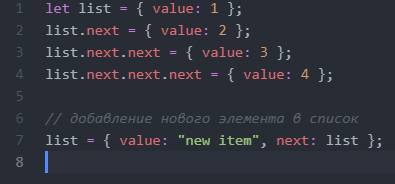 1 let list = { value: 1 };
2 list.next = { value: 2 };
3 list.next.next = { value: 3 };
4 list.next.next.next = { value: 4 };
5
6 // добавление нового элемента в список
7 list = { value: "new item", next: list };
8